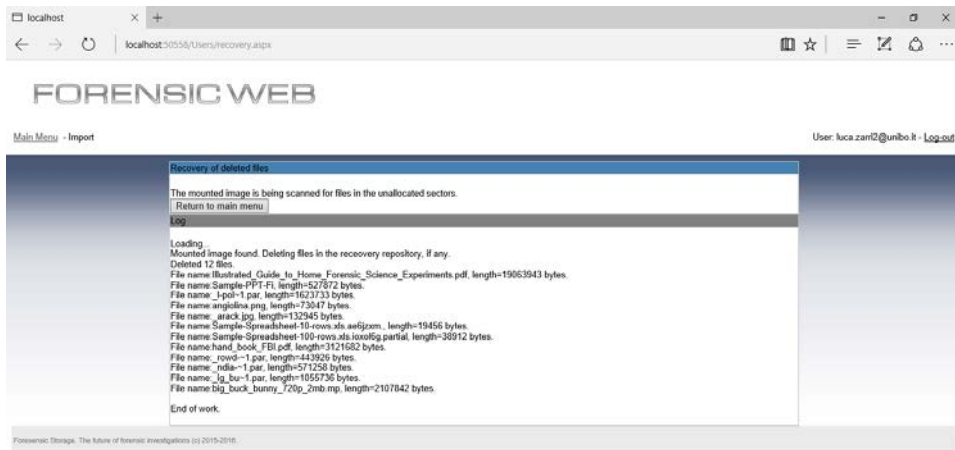 localhost
localhost:50558/Users/recovery.aspx
FORENSIC WEB
Main Menu - Import
User: luca.zarri2@unibo.it - Log-out
Recovery of deleted files
The mounted image is being scanned for files in the unallocated sectors.
Return to main menu
Log
Loading...
Mounted image found. Deleting files in the receovery repository, if any.
Deleted 12 files.
File name:Illustrated_Guide_to_Home_Forensic_Science_Experiments.pdf, length=19063943 bytes.
File name:Sample-PPT-Fi, length=527872 bytes.
File name:_l-pol~1.par, length=1623733 bytes.
File name:angiolina.png, length=73047 bytes.
File name:_arack.jpg, length=132945 bytes.
File name:Sample-Spreadsheet-10-rows.xls.ae6jzxm., length=19456 bytes.
File name:Sample-Spreadsheet-100-rows.xls.ioxof6g.partial, length=38912 bytes.
File name:hand_book_FBI.pdf, length=3121682 bytes.
File name:_rowd-~1.par, length=443926 bytes.
File name:_ndia-~1.par, length=571258 bytes.
File name:_ig_bu~1.par, length=1055736 bytes.
File name:big_buck_bunny_720p_2mb.mp, length=2107842 bytes.
End of work.
Storage. The future of forensic investigations (c) 2015-2016.